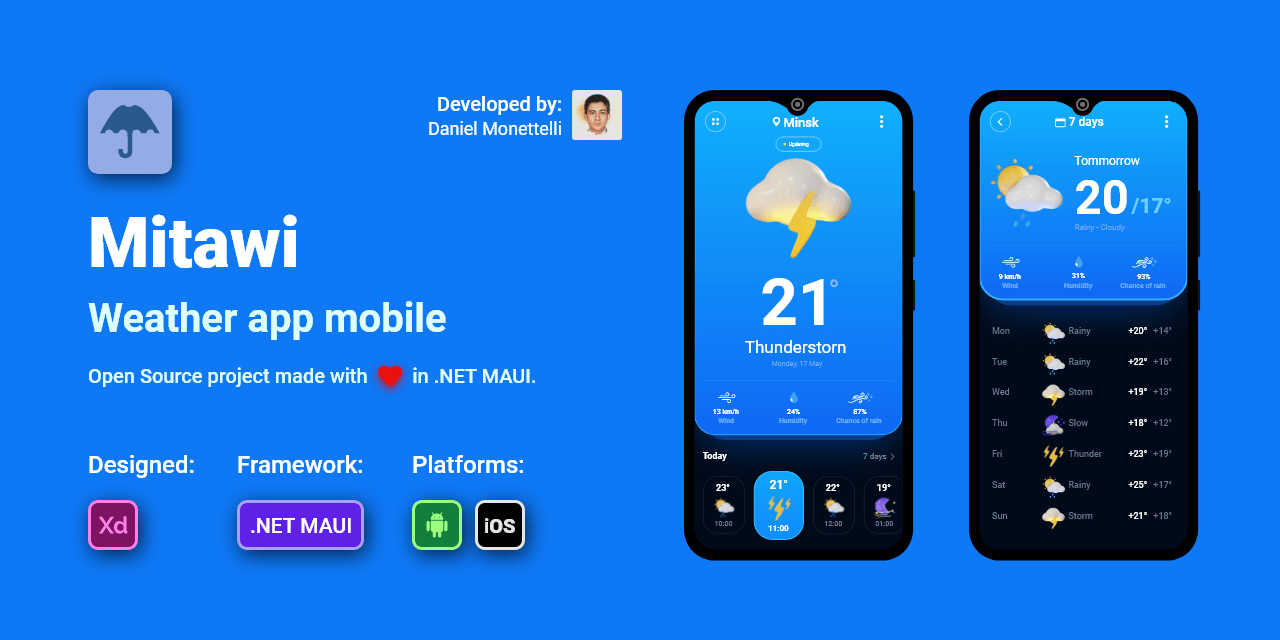 Developed by:
Daniel Monettelli
Mitawi
Weather app mobile
Open Source project made with in .NET MAUI.
Designed: Framework: Platforms:
Xd .NET MAUI iOS
Minsk
Updating
21°
Thunderstorn
Monday, 17 May
13 km/h 24% 87%
Wind Humidity Chance of rain
Today 7 days
23° 21° 22° 19°
10:00 11:00 12:00 01:00
7 days
Tommorrow
20/17°
Rainy - Cloudy
9 km/h 31% 93%
Wind Humidity Chance of rain
Mon Rainy +20° +14°
Tue Rainy +22° +16°
Wed Storm +19° +13°
Thu Slow +18° +12°
Fri Thunder +23° +19°
Sat Rainy +25° +17°
Sun Storm +21° +18°